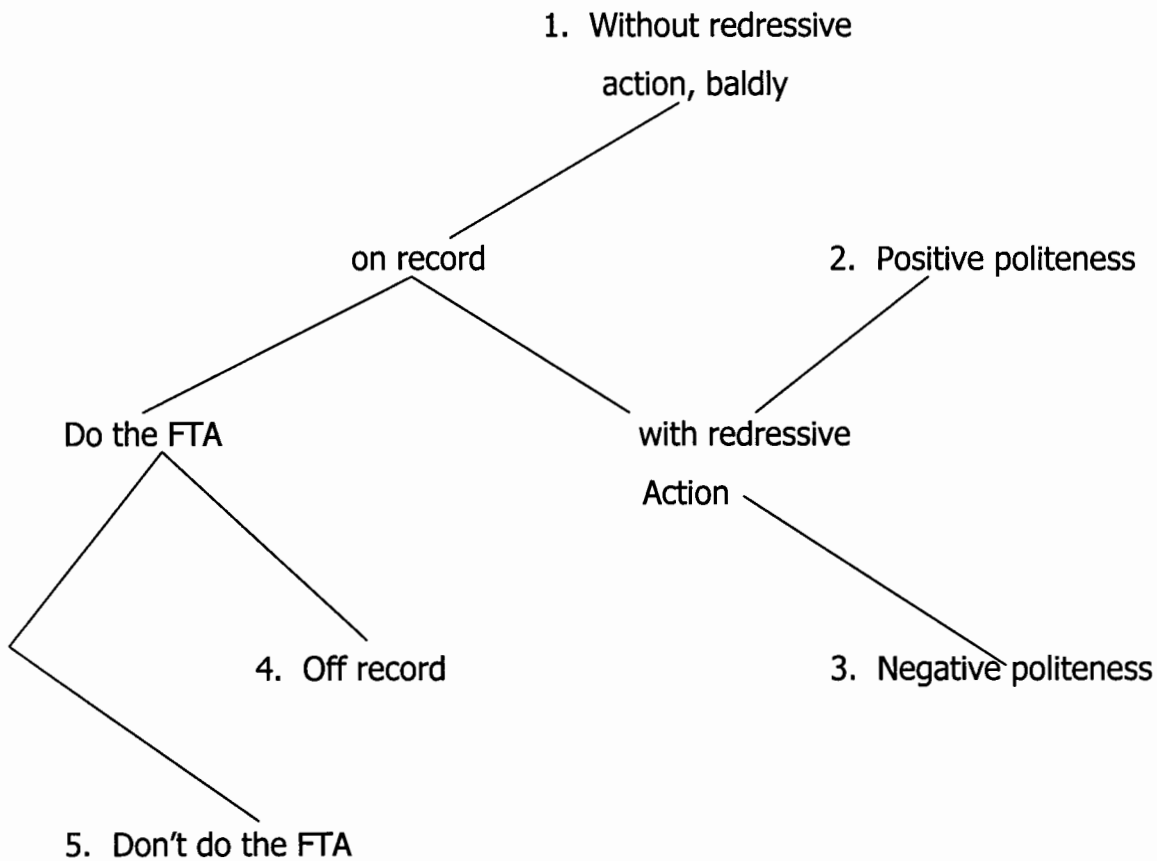 1. Without redressive
action, baldly
on record
2. Positive politeness
Do the FTA
with redressive
Action
4. Off record
3. Negative politeness
5. Don't do the FTA